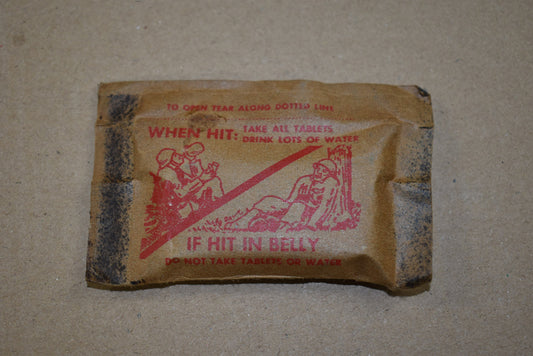 TO OPEN TEAR ALONG DOTTED LINE
WHEN HIT: TAKE ALL TABLETS
DRINK LOTS OF WATER
IF HIT IN BELLY
DO NOT TAKE TABLETS OR WATER